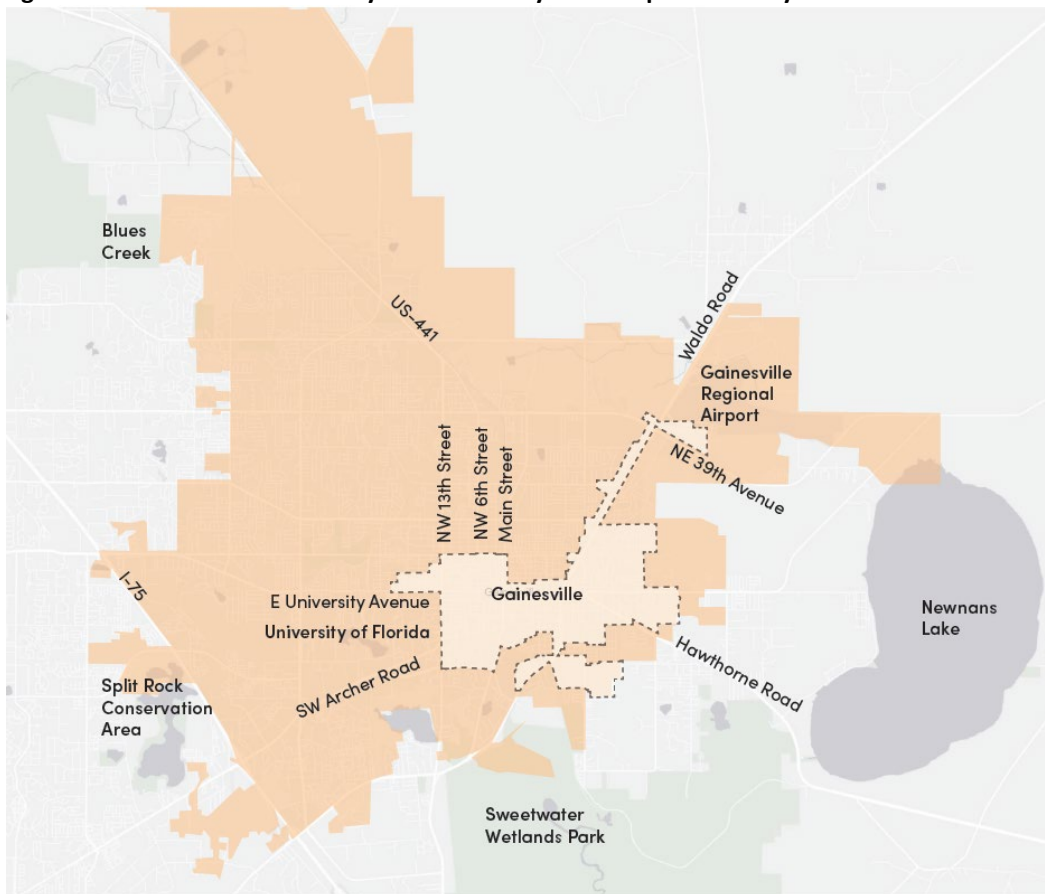 Blues
Creek
US-441
Waldo Road
Gainesville
Regional
Airport
NW 13th Street
NW 6th Street
Main Street
NE 39th Avenue
I-75
E University Avenue
Gainesville
University of Florida
Newnans
Lake
Hawthorne Road
SW Archer Road
Split Rock
Conservation
Area
Sweetwater
Wetlands Park